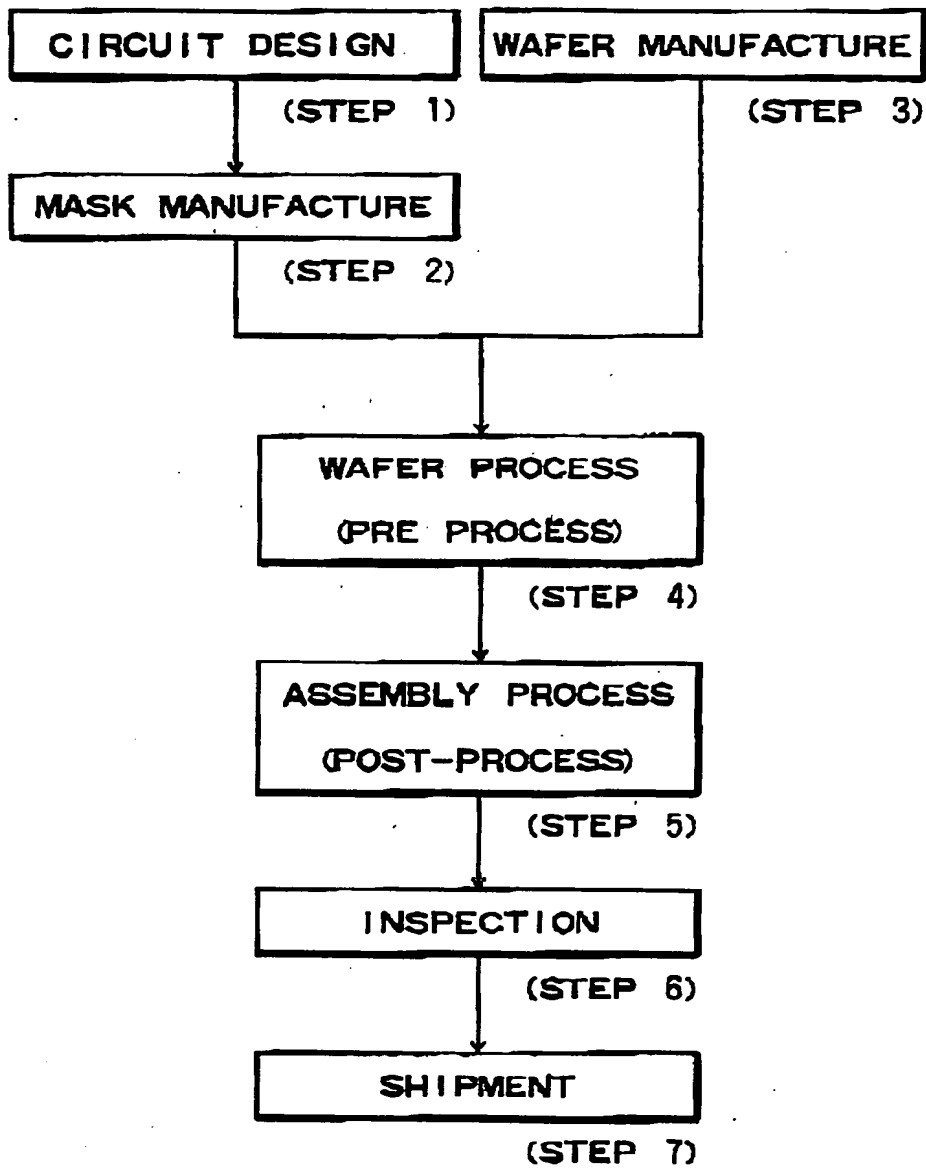 CIRCUIT DESIGN
(STEP 1)
MASK MANUFACTURE
(STEP 2)
WAFER MANUFACTURE
(STEP 3)
WAFER PROCESS
(PRE PROCESS)
(STEP 4)
ASSEMBLY PROCESS
(POST-PROCESS)
(STEP 5)
INSPECTION
(STEP 6)
SHIPMENT
(STEP 7)